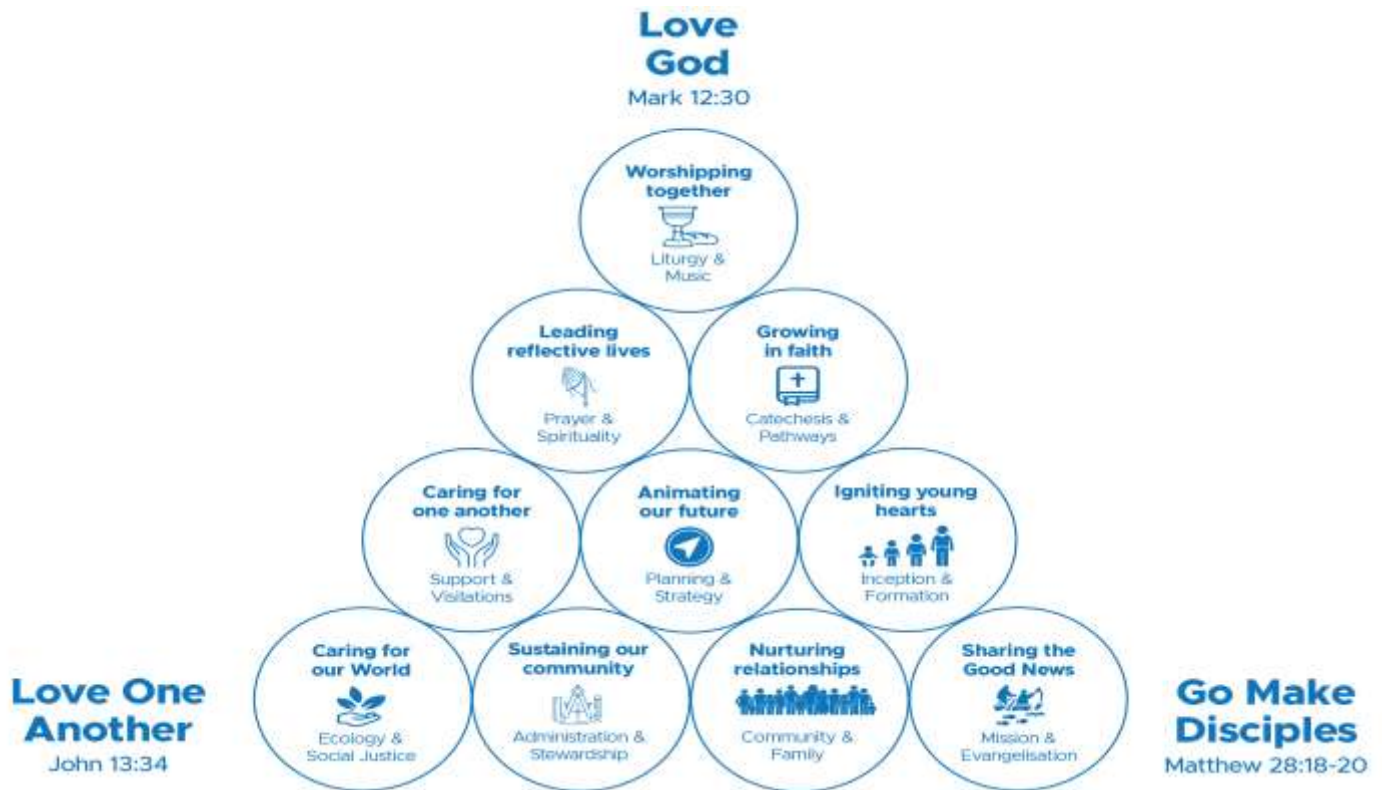 Love
God
Mark 12:30
Worshipping
together
Liturgy &
Music
Leading
reflective lives
Prayer &
Spirituality
Growing
in faith
Catechesis &
Pathways
Caring for
one another
Support &
Visitations
Animating
our future
Planning &
Strategy
Igniting young
hearts
Inception &
Formation
Love One
Another
John 13:34
Caring for
our World
Ecology &
Social Justice
Sustaining our
community
Administration &
Stewardship
Nurturing
relationships
Community &
Family
Sharing the
Good News
Mission &
Evangelisation
Go Make
Disciples
Matthew 28:18-20